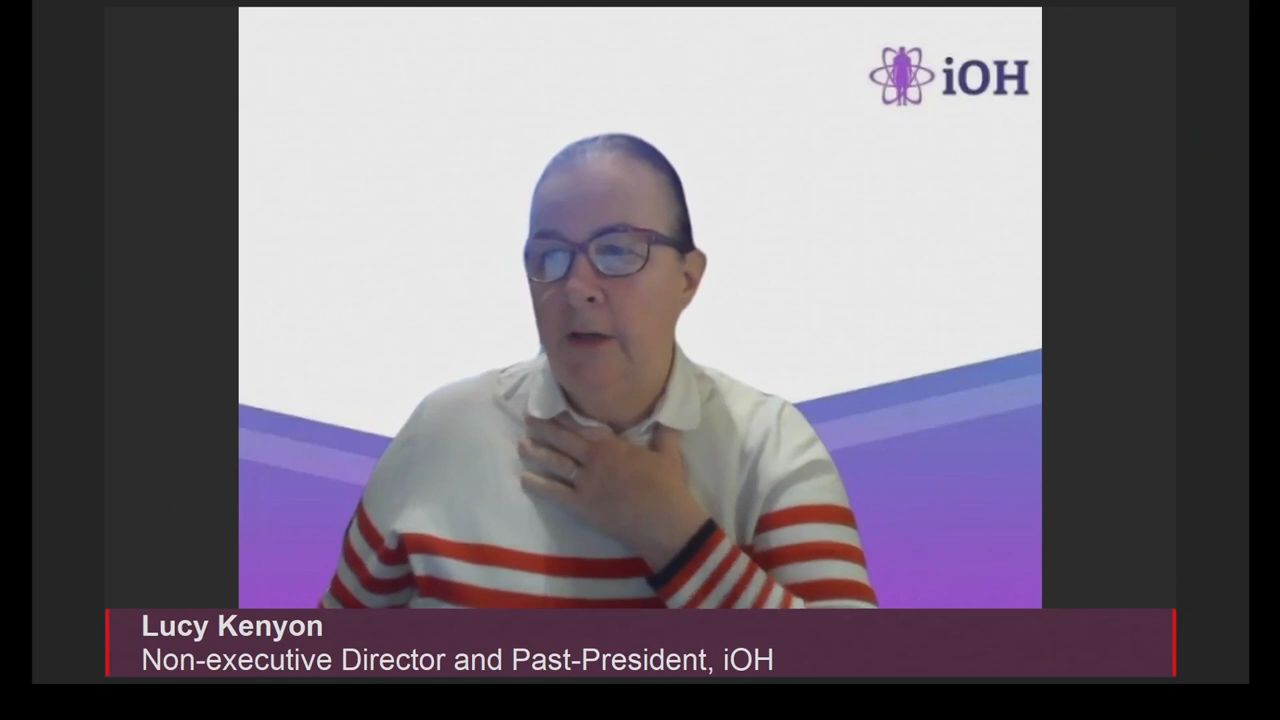 iOH
Lucy Kenyon
Non-executive Director and Past-President, iOH